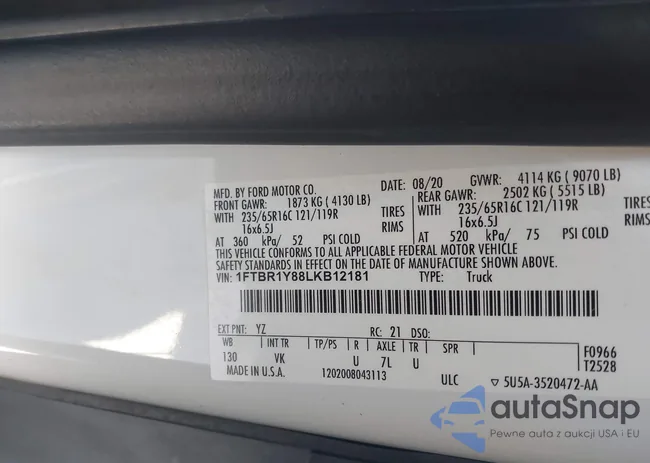 MFD. BY FORD MOTOR CO. 08/20 GVWR: 4114 KG ( 9070 LB)
FRONT GAWR: 1873 KG ( 4130 LB) REAR GAWR: 2502 KG ( 5515 LB)
WITH 235/65R16C 121/119R TIRES WITH 235/65R16C 121/119R
16x6.5J RIMS 16x6.5J
AT 360 kPa/ 52 PSI COLD AT 520 kPa/ 75 PSI COLD
THIS VEHICLE CONFORMS TO ALL APPLICABLE FEDERAL MOTOR VEHICLE
SAFETY STANDARDS IN EFFECT ON THE DATE OF MANUFACTURE SHOWN ABOVE.
VIN: 1FTBR1Y88LKB12181 TYPE: Truck
EXT PNT: YZ RC: 21 DSO:
WB INT TR TP/PS R AXLE TR SPR
130 VK U 7L U
F0966
T2528
MADE IN U.S.A. 1202008043113 ULC ▽ 5U5A-3520472-AA
autaSnap
Pewne auta z aukcji USA i EU